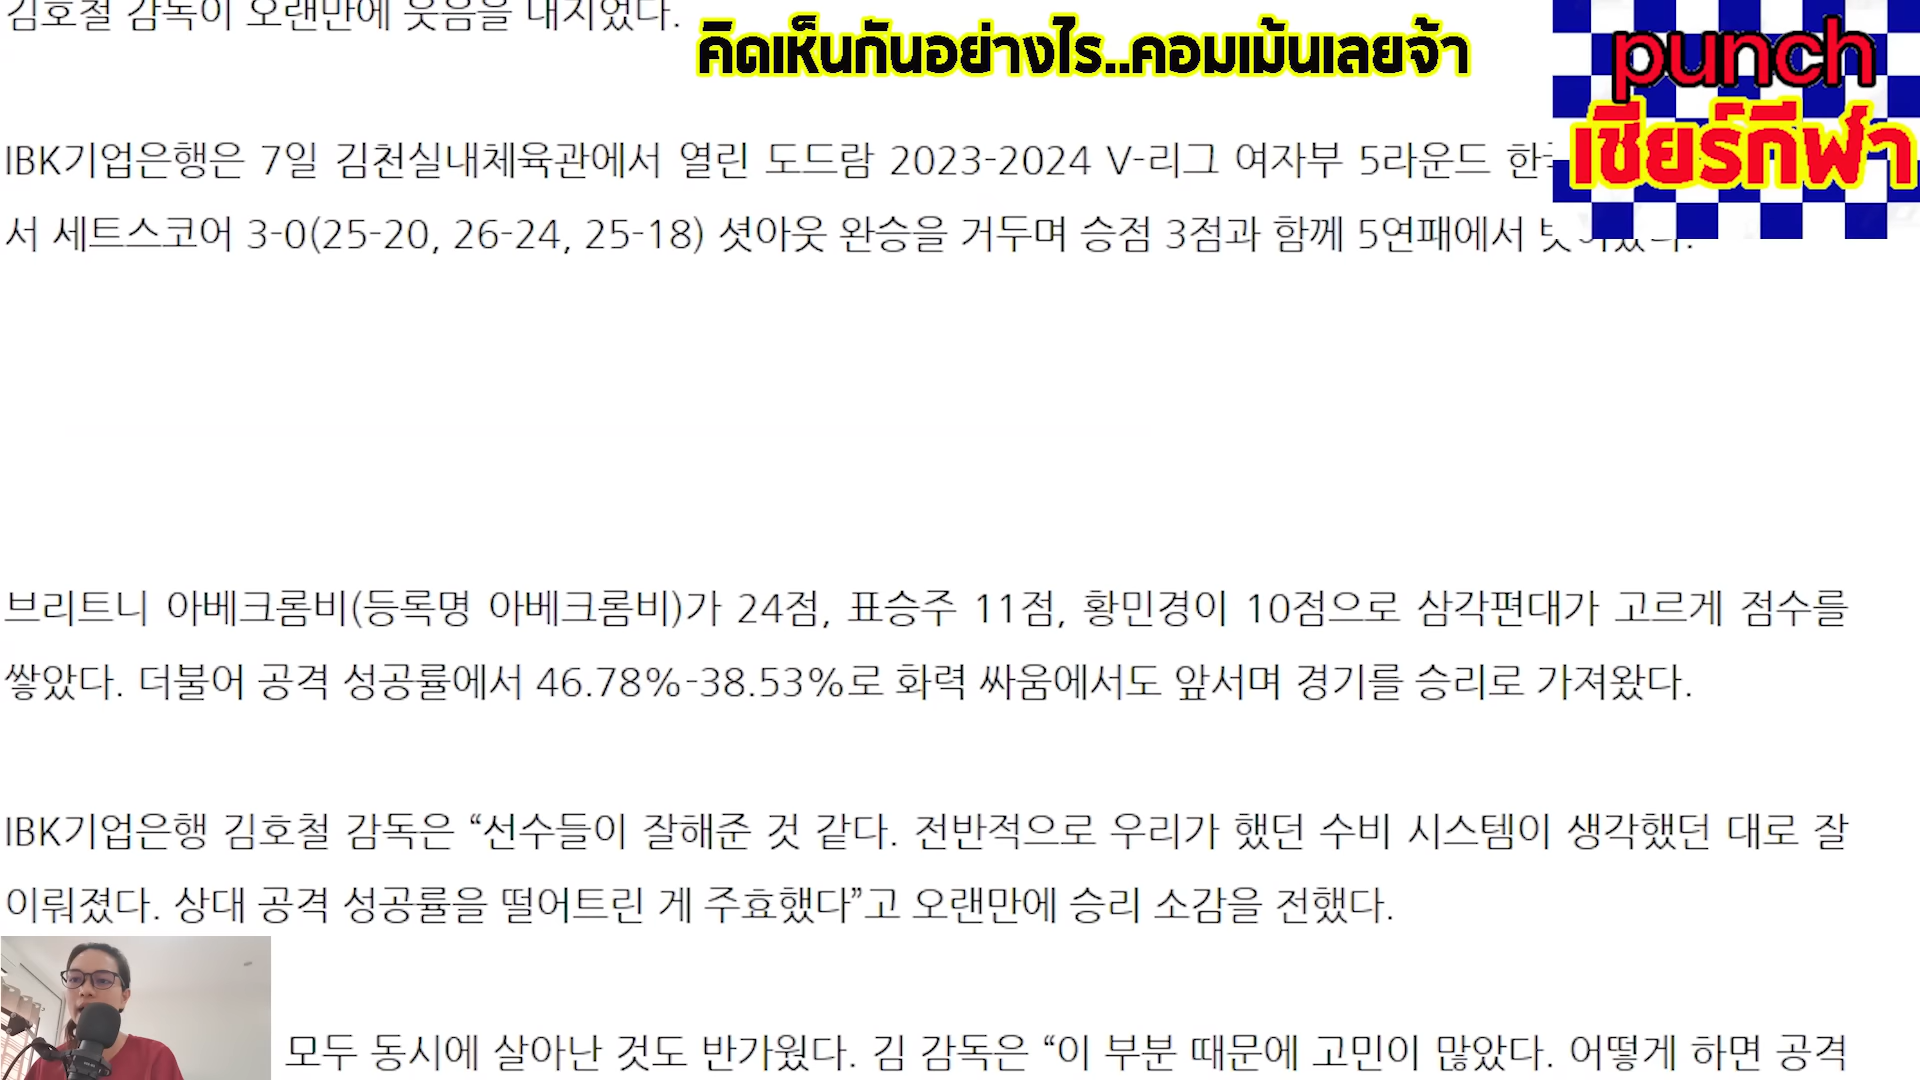 김호철 감독이 오랜만에 웃음을 내지었다.
คิดเห็นกันอย่างไร..คอมเม้นเลยจ้า
punch
เชียร์กีฬา
IBK기업은행은 7일 김천실내체육관에서 열린 도드람 2023-2024 V-리그 여자부 5라운드
서 세트스코어 3-0(25-20, 26-24, 25-18) 셧아웃 완승을 거두며 승점 3점과 함께 5연패에서
브리트니 아베크롬비(등록명 아베크롬비)가 24점, 표승주 11점, 황민경이 10점으로 삼각편대가 고르게 점수를
쌓았다. 더불어 공격 성공률에서 46.78%-38.53%로 화력 싸움에서도 앞서며 경기를 승리로 가져왔다.
IBK기업은행 김호철 감독은 “선수들이 잘해준 것 같다. 전반적으로 우리가 했던 수비 시스템이 생각했던 대로 잘
이뤄졌다. 상대 공격 성공률을 떨어트린 게 주효했다”고 오랜만에 승리 소감을 전했다.
모두 동시에 살아난 것도 반가웠다. 김 감독은 “이 부분 때문에 고민이 많았다. 어떻게 하면 공격